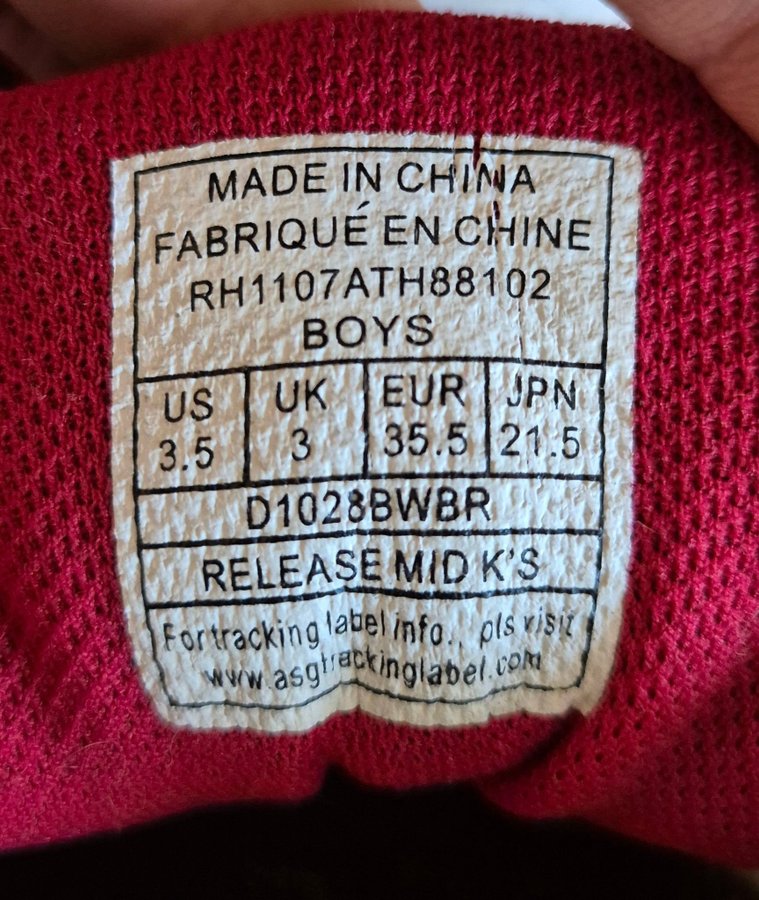 MADE IN CHINA
FABRIQUÉ EN CHINE
RH1107ATH88102
BOYS
US UK EUR JPN
3.5 3 35.5 21.5
D1028BWBR
RELEASE MID K'S
For tracking label info., pls visit
www.asgtrackinglabel.com